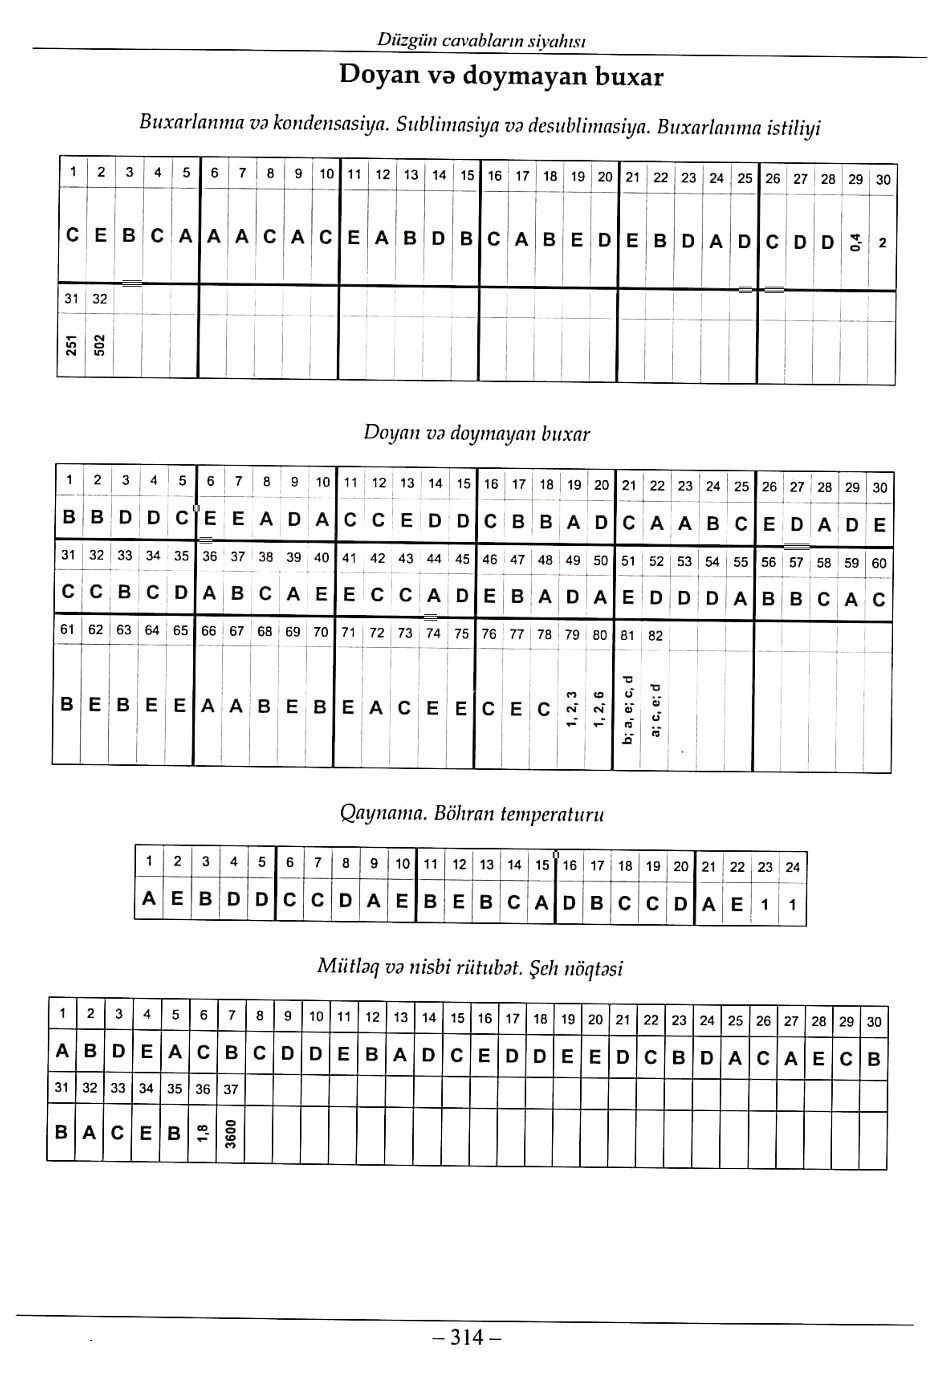 Düzgün cavabların siyahısı
Doyan və doymayan buxar
Buxarlanma və kondensasiya. Sublimasiya və desublimasiya. Buxarlanma istiliyi
1 2 3 4 5 6 7 8 9 10 11 12 13 14 15 16 17 18 19 20 21 22 23 24 25 26 27 28 29 30
C E B C A A A C A C E A B D B C A B E D E B D A D C D D 0,4 2
31 32
251 502
Doyan və doymayan buxar
1 2 3 4 5 6 7 8 9 10 11 12 13 14 15 16 17 18 19 20 21 22 23 24 25 26 27 28 29 30
B B D D C E E A D A C C E D D C B B A D C A A B C E D A D E
31 32 33 34 35 36 37 38 39 40 41 42 43 44 45 46 47 48 49 50 51 52 53 54 55 56 57 58 59 60
C C B C D A B C A E E C C A D E B A D A E D D D A B B C A C
61 62 63 64 65 66 67 68 69 70 71 72 73 74 75 76 77 78 79 80 81 82
B E B E E A A B E B E A C E E C E C 1, 2, 3 1, 2, 6 b; a, e; c, d a; c, e; d
Qaynama. Böhran temperaturu
1 2 3 4 5 6 7 8 9 10 11 12 13 14 15 16 17 18 19 20 21 22 23 24
A E B D D C C D A E B E B C A D B C C D A E 1 1
Mütləq və nisbi rütubət. Şeh nöqtəsi
1 2 3 4 5 6 7 8 9 10 11 12 13 14 15 16 17 18 19 20 21 22 23 24 25 26 27 28 29 30
A B D E A C B C D D E B A D C E D D E E D C B D A C A E C B
31 32 33 34 35 36 37
B A C E B 1,8 3600
– 314 –